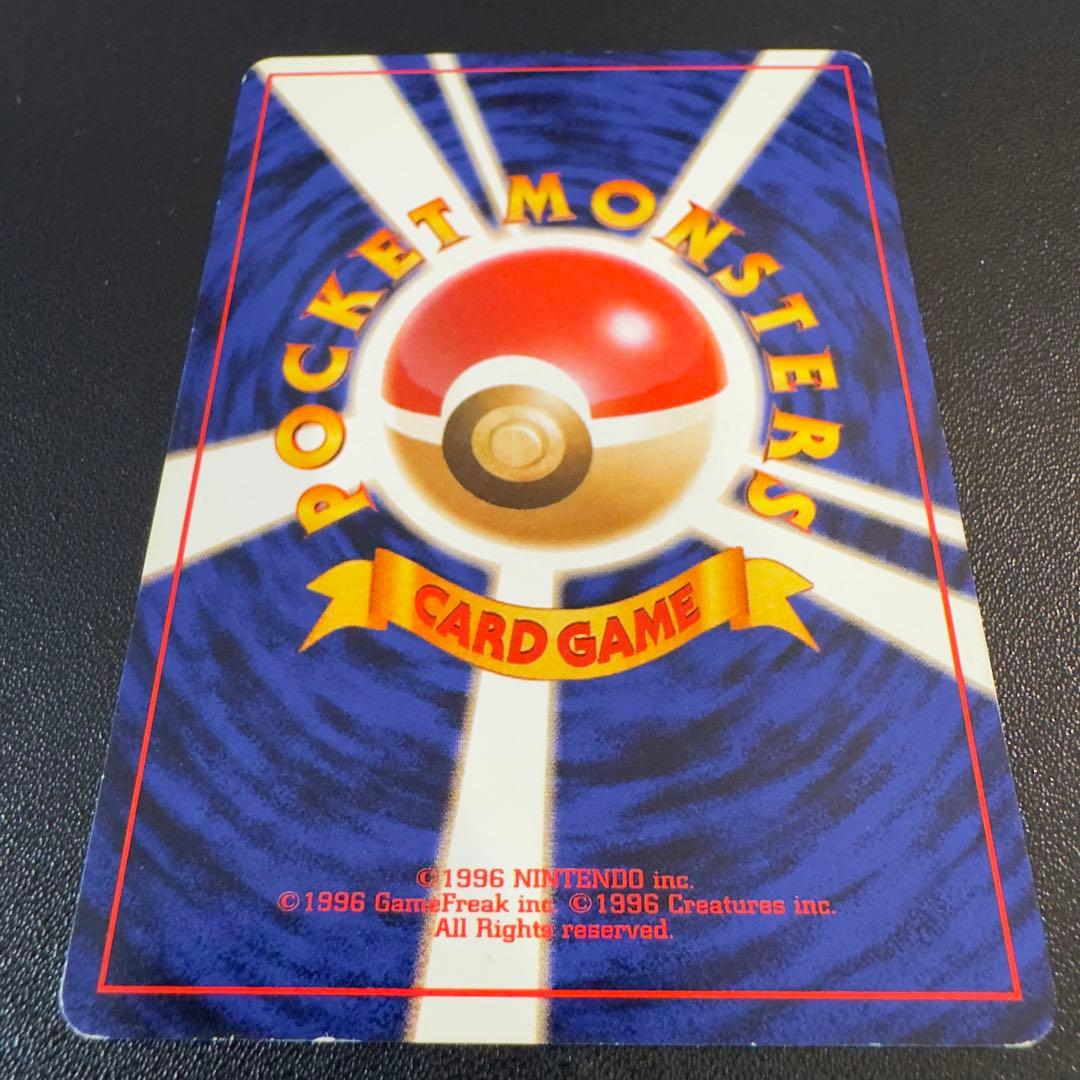 POCKET MONSTERS
CARD GAME
©1996 NINTENDO inc.
©1996 GameFreak inc. ©1996 Creatures inc.
All Rights reserved.